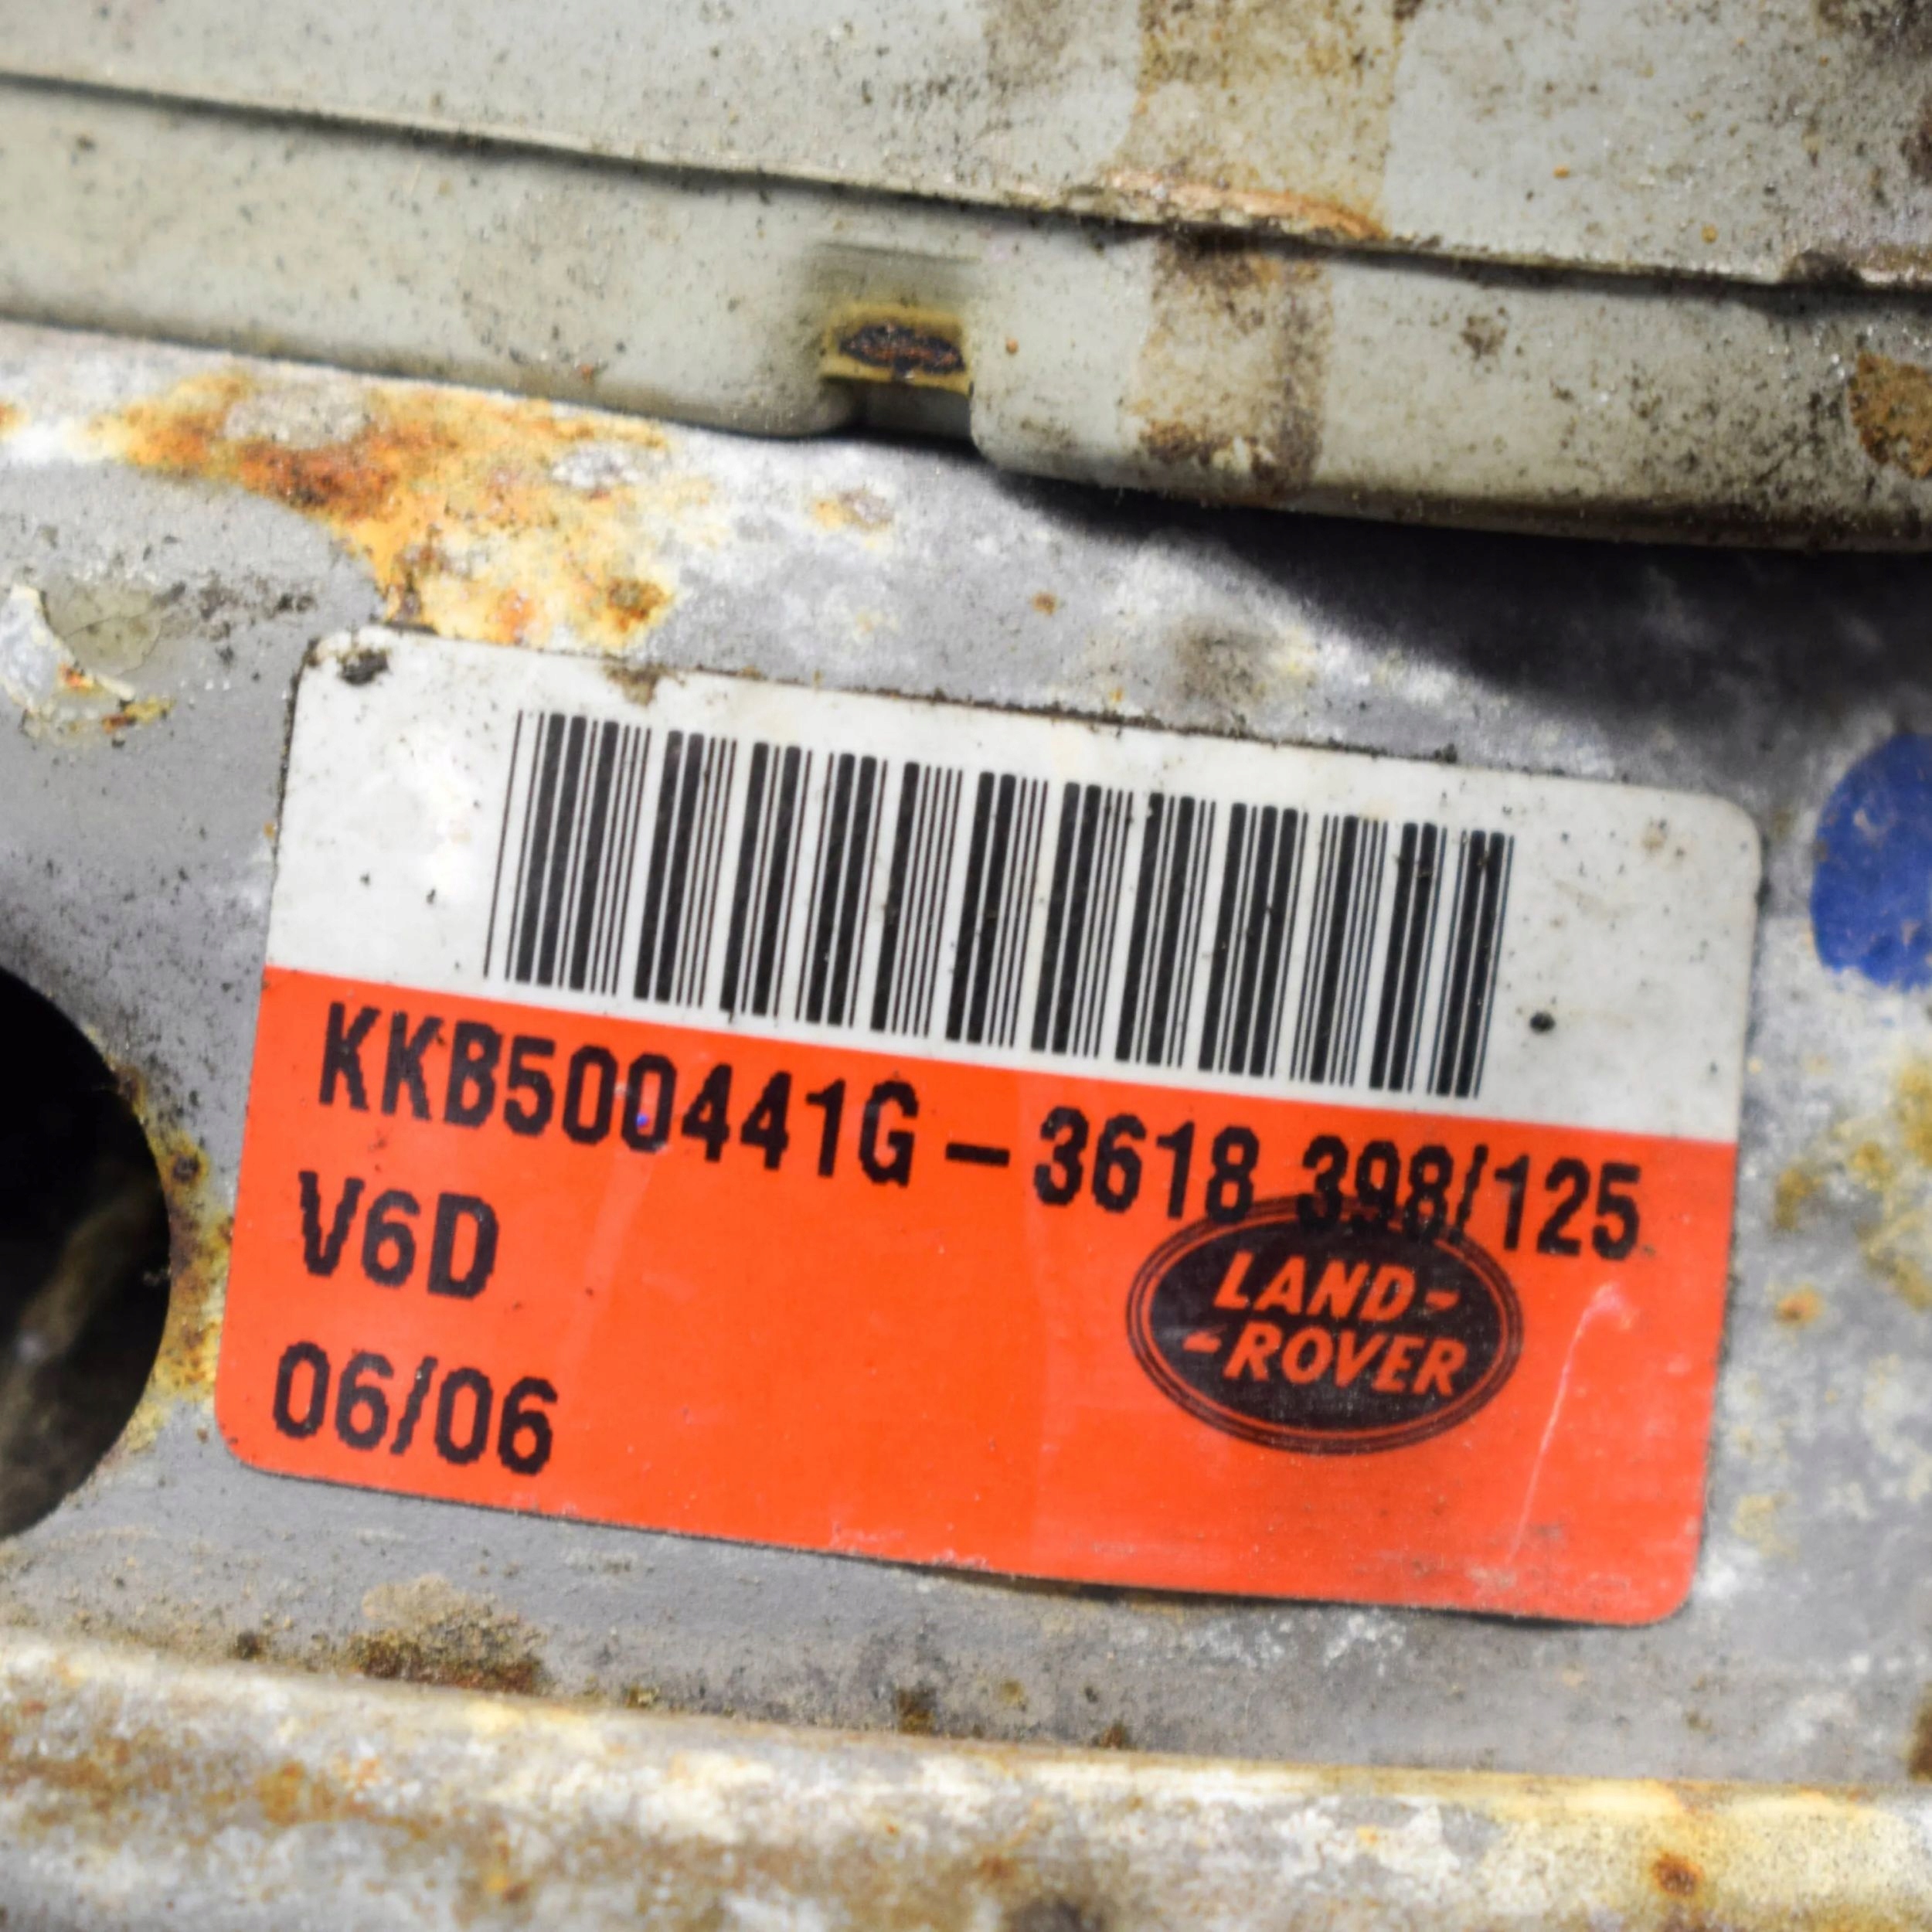 KKB500441G - 3618 398/125
V6D
LAND-
-ROVER
06/06